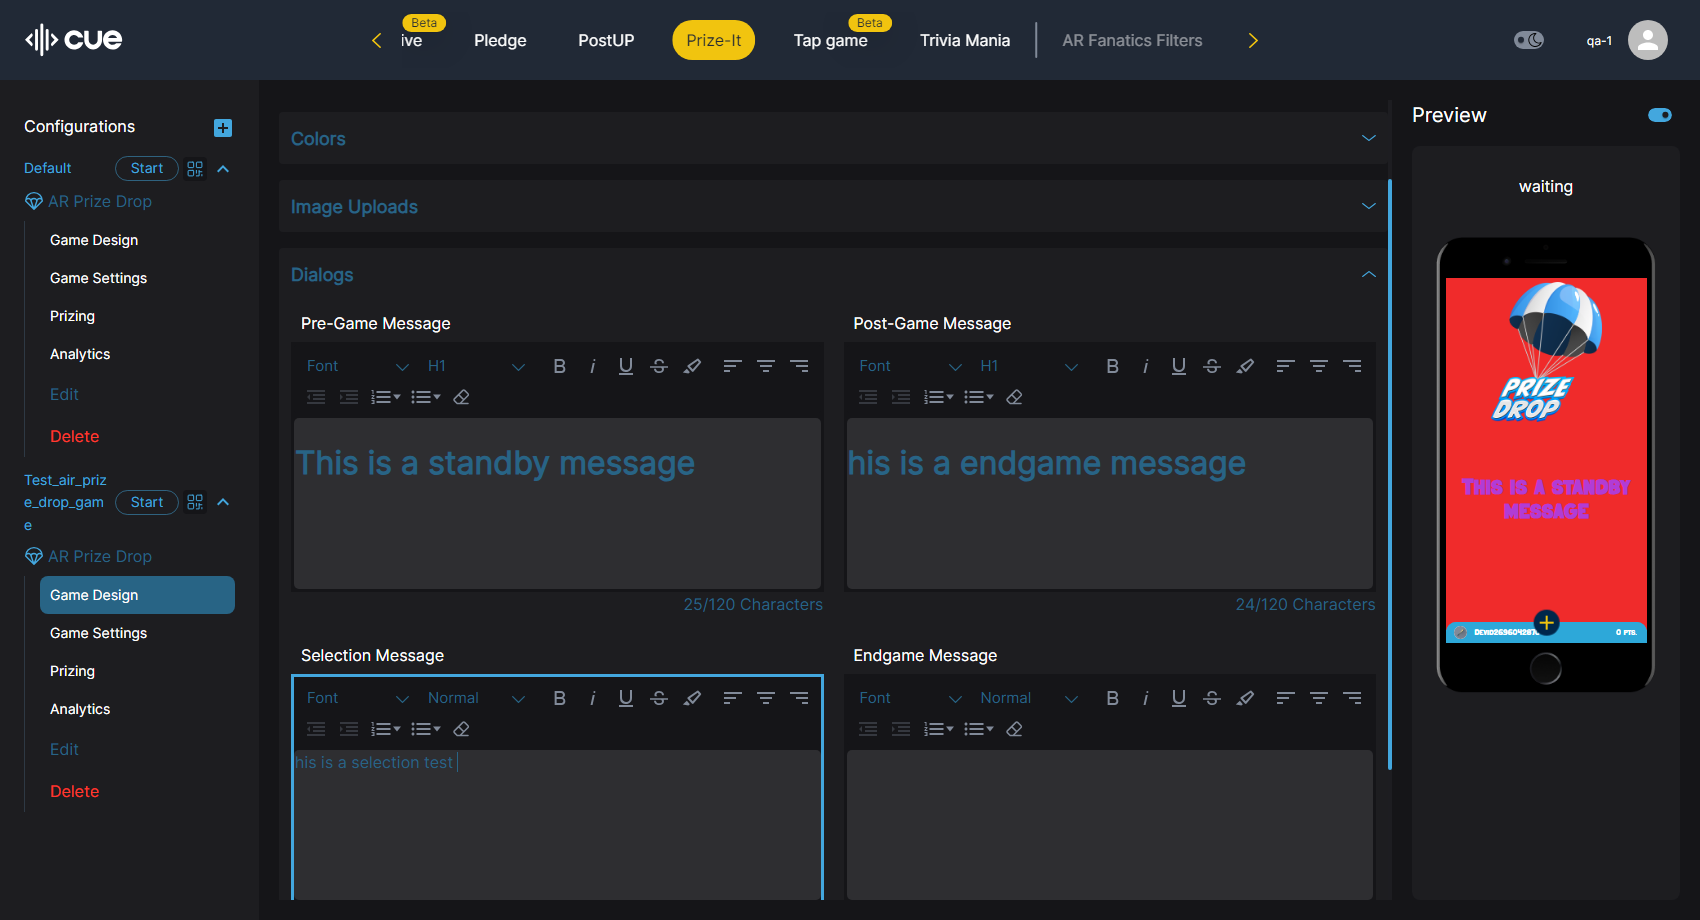 cue
Beta
ive
Pledge
PostUP
Prize-It
Beta
Tap game
Trivia Mania
AR Fanatics Filters
qa-1
Configurations
Default
Start
AR Prize Drop
Game Design
Game Settings
Prizing
Analytics
Edit
Delete
Test_air_priz
e_drop_gam
e
Start
AR Prize Drop
Game Design
Game Settings
Prizing
Analytics
Edit
Delete
Colors
Image Uploads
Dialogs
Pre-Game Message
Font
H1
B i U S
This is a standby message
25/120 Characters
Post-Game Message
Font
H1
B i U S
his is a endgame message
24/120 Characters
Selection Message
Font
Normal
B i U S
his is a selection test
Endgame Message
Font
Normal
B i U S
Preview
waiting
PRIZE
DROP
This is a standby
message
0 pts.